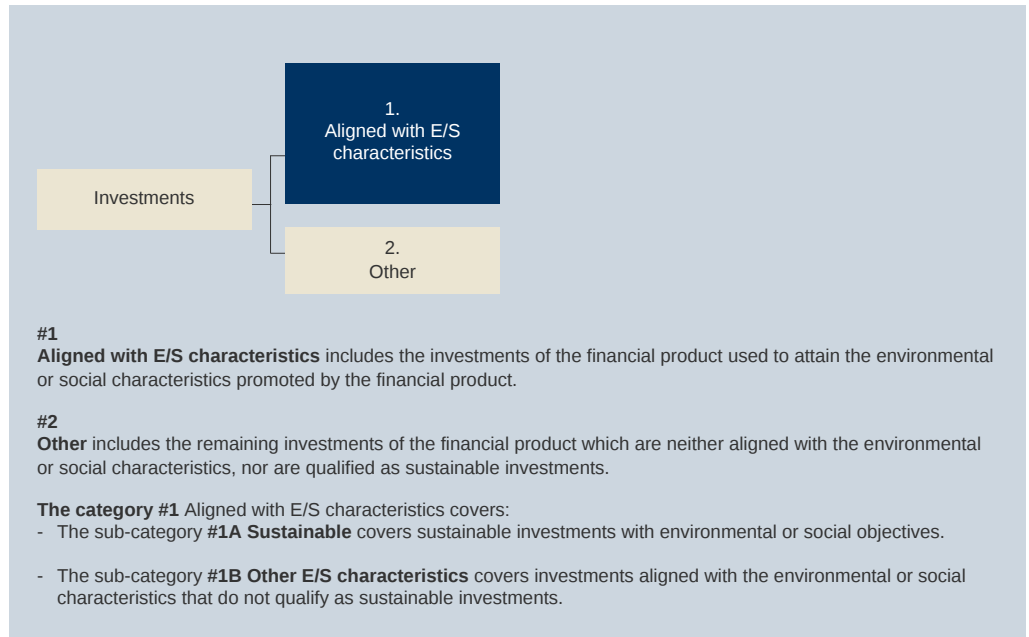 1.
Aligned with E/S
characteristics
Investments
2.
Other
#1
Aligned with E/S characteristics includes the investments of the financial product used to attain the environmental
or social characteristics promoted by the financial product.
#2
Other includes the remaining investments of the financial product which are neither aligned with the environmental
or social characteristics, nor are qualified as sustainable investments.
The category #1 Aligned with E/S characteristics covers:
- The sub-category #1A Sustainable covers sustainable investments with environmental or social objectives.
- The sub-category #1B Other E/S characteristics covers investments aligned with the environmental or social
characteristics that do not qualify as sustainable investments.